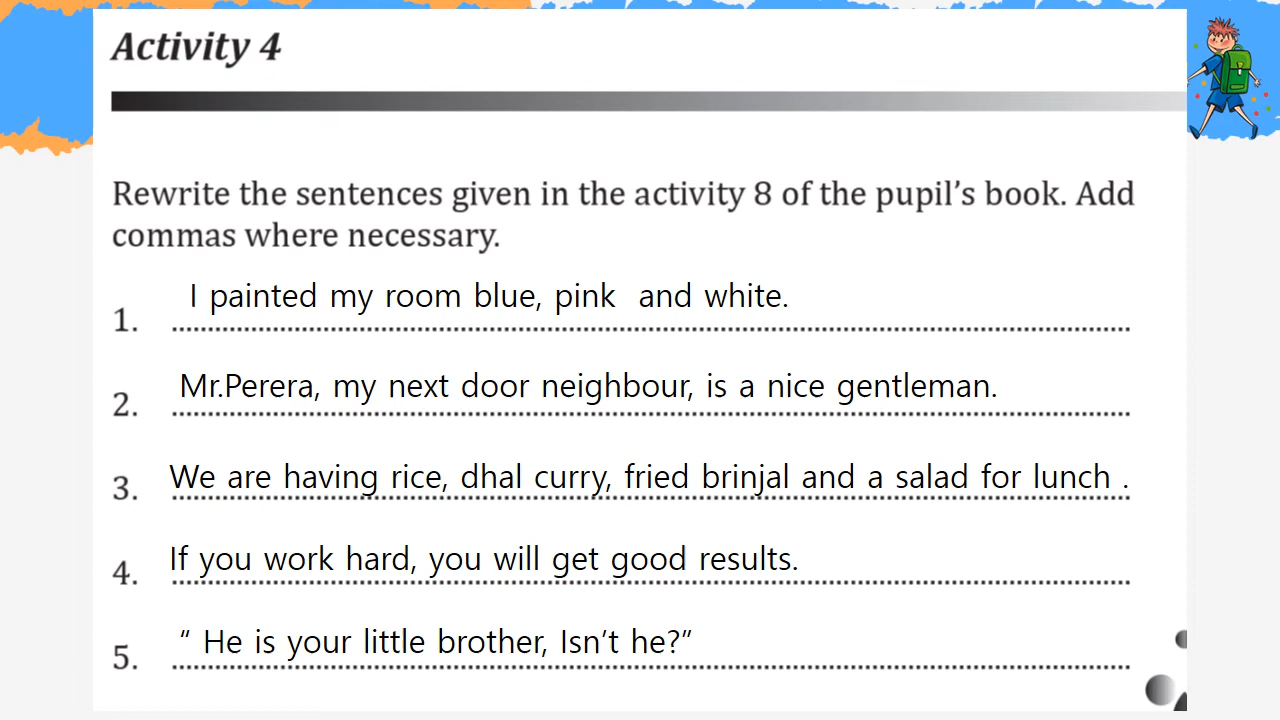 Activity 4
Rewrite the sentences given in the activity 8 of the pupil’s book. Add
commas where necessary.
1. I painted my room blue, pink  and white.
2. Mr.Perera, my next door neighbour, is a nice gentleman.
3. We are having rice, dhal curry, fried brinjal and a salad for lunch .
4. If you work hard, you will get good results.
5. “ He is your little brother, Isn’t he?”